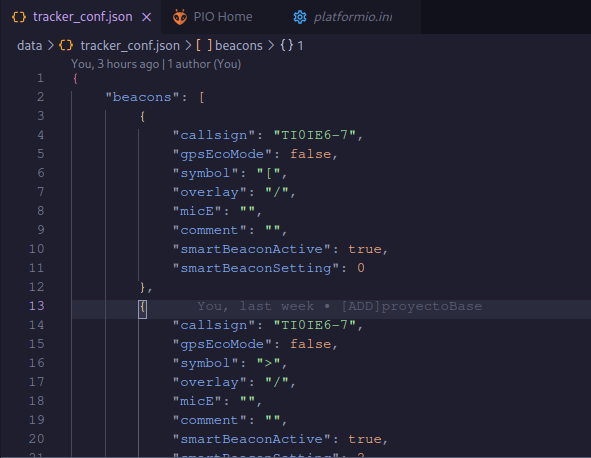 tracker_conf.json PIO Home platformio.ini
data > tracker_conf.json > [ ] beacons > {} 1
You, 3 hours ago | 1 author (You)
1 {
2 "beacons": [
3 {
4 "callsign": "TI0IE6-7",
5 "gpsEcoMode": false,
6 "symbol": "[",
7 "overlay": "/",
8 "micE": "",
9 "comment": "",
10 "smartBeaconActive": true,
11 "smartBeaconSetting": 0
12 },
13 { You, last week • [ADD]proyectoBase
14 "callsign": "TI0IE6-7",
15 "gpsEcoMode": false,
16 "symbol": ">",
17 "overlay": "/",
18 "micE": "",
19 "comment": "",
20 "smartBeaconActive": true,
21 "smartBeaconSetting": 2